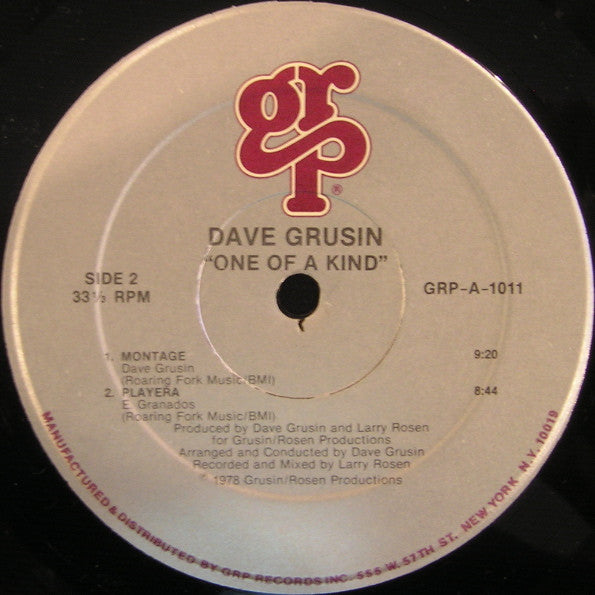 grp®
DAVE GRUSIN
"ONE OF A KIND"
SIDE 2
33⅓ RPM
GRP-A-1011
1. MONTAGE 9:20
Dave Grusin
(Roaring Fork Music/BMI)
2. PLAYERA 8:44
E. Granados
(Roaring Fork Music/BMI)
Produced by Dave Grusin and Larry Rosen
for Grusin/Rosen Productions
Arranged and Conducted by Dave Grusin
Recorded and Mixed by Larry Rosen
℗ 1978 Grusin/Rosen Productions
MANUFACTURED & DISTRIBUTED BY GRP RECORDS INC. 555 W. 57TH ST. NEW YORK N.Y. 10019